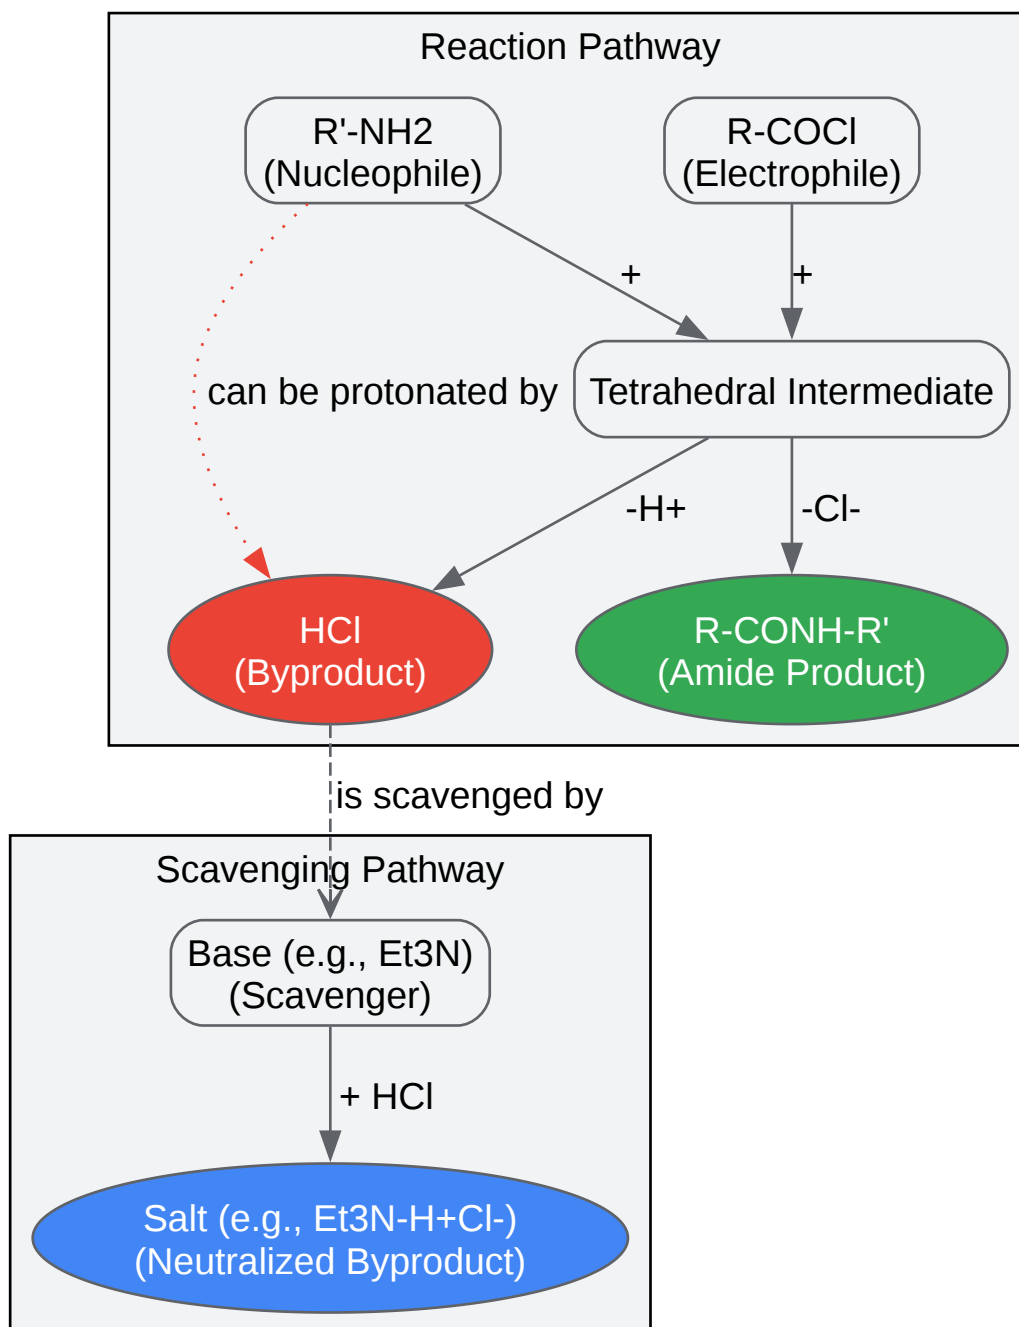 Reaction Pathway
R'-NH2
(Nucleophile)
R-COCl
(Electrophile)
+
+
can be protonated by
Tetrahedral Intermediate
-H+
-Cl-
HCl
(Byproduct)
R-CONH-R'
(Amide Product)
is scavenged by
Scavenging Pathway
Base (e.g., Et3N)
(Scavenger)
+ HCl
Salt (e.g., Et3N-H+Cl-)
(Neutralized Byproduct)